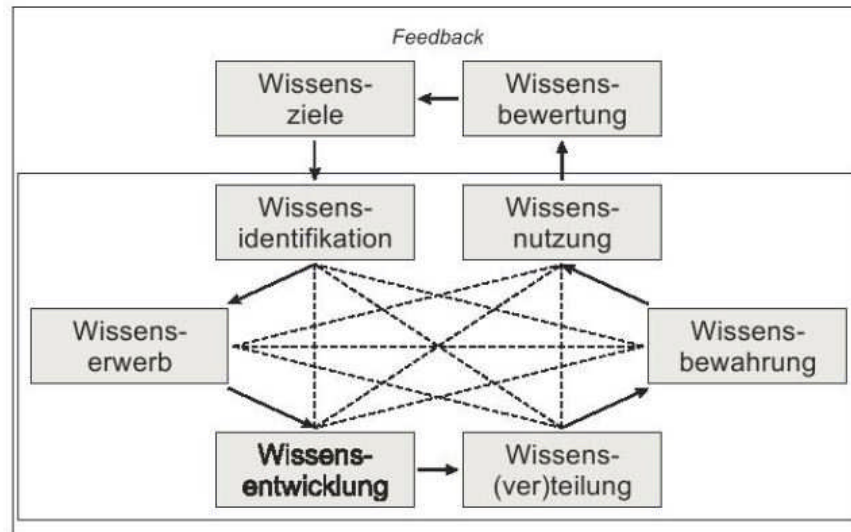 Feedback
Wissens-
ziele
Wissens-
bewertung
Wissens-
identifikation
Wissens-
nutzung
Wissens-
erwerb
Wissens-
bewahrung
Wissens-
entwicklung
Wissens-
(ver)teilung